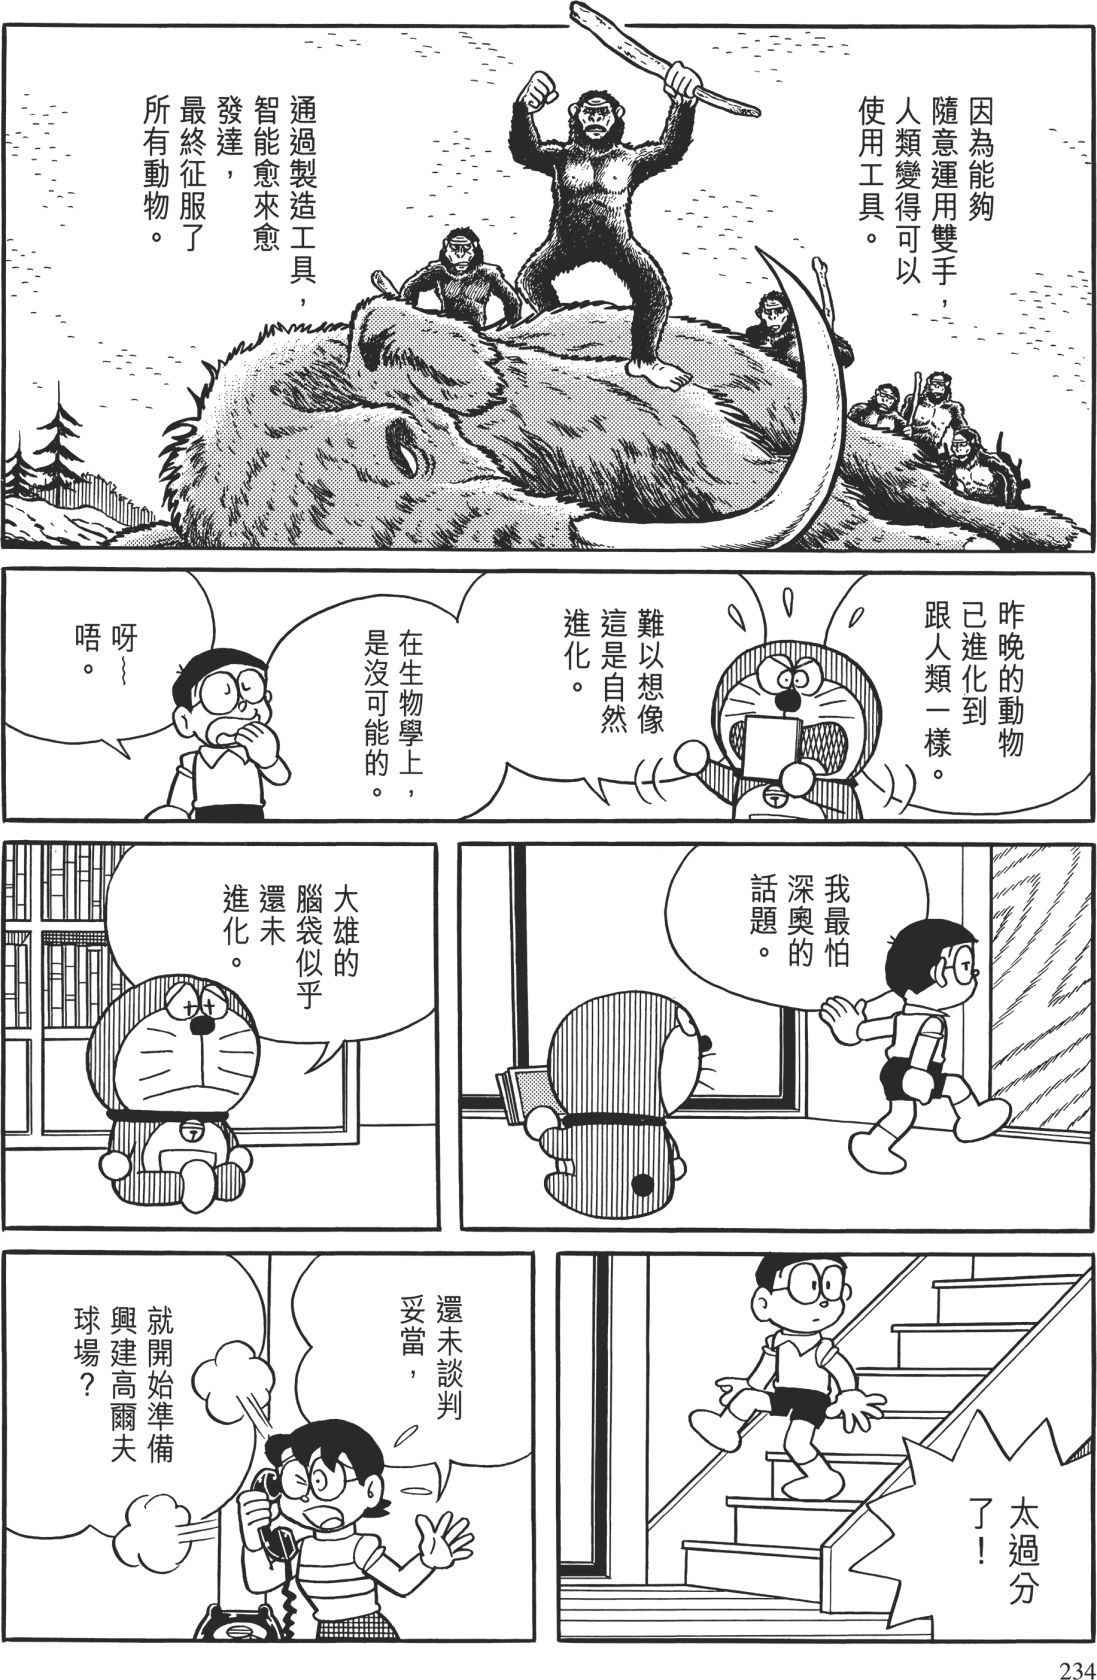 因為能夠
隨意運用雙手，
人類變得可以
使用工具。
通過製造工具，
智能愈來愈
發達，
最終征服了
所有動物。
昨晚的動物
已進化到
跟人類一樣。
難以想像
這是自然
進化。
在生物學上，
是沒可能的。
呀~
唔。
我最怕
深奧的
話題。
大雄的
腦袋似乎
還未
進化。
太過分
了！
還未談判
妥當，
就開始準備
興建高爾夫
球場？
234